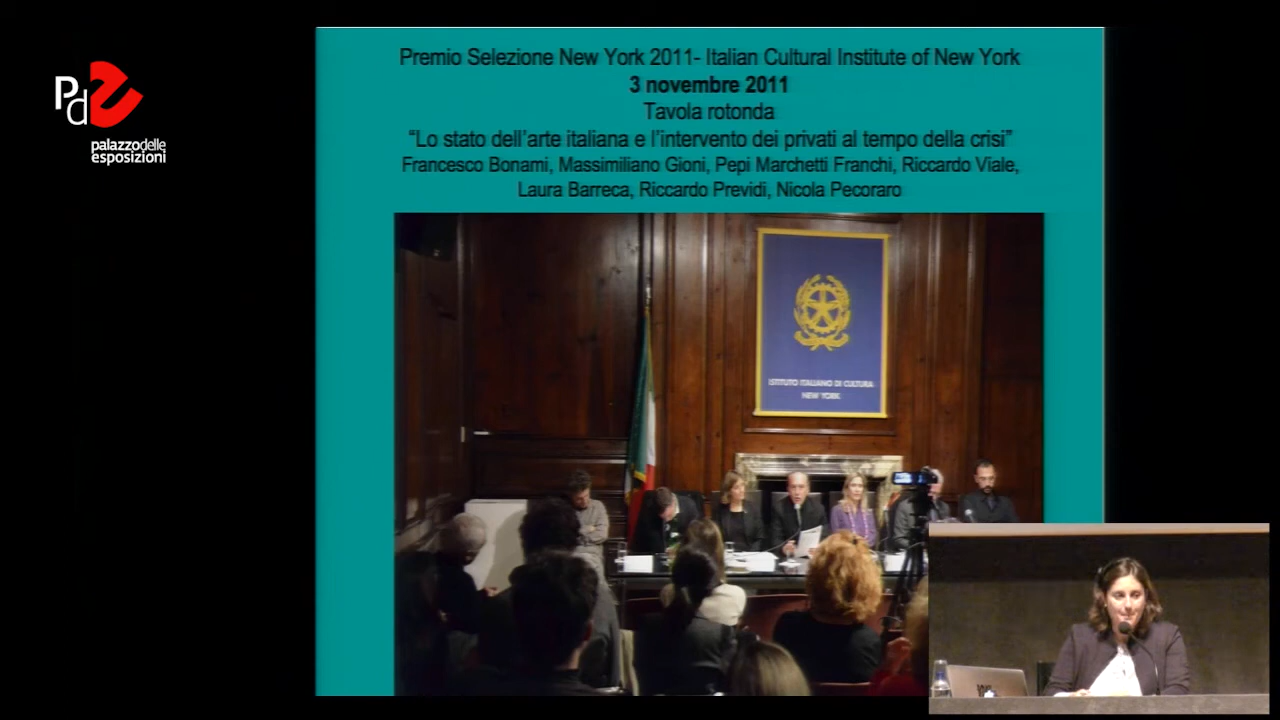 Pd
palazzodelle
esposizioni
Premio Selezione New York 2011- Italian Cultural Institute of New York
3 novembre 2011
Tavola rotonda
“Lo stato dell’arte italiana e l’intervento dei privati al tempo della crisi”
Francesco Bonami, Massimiliano Gioni, Pepi Marchetti Franchi, Riccardo Viale,
Laura Barreca, Riccardo Previdi, Nicola Pecoraro
ISTITUTO ITALIANO DI CULTURA
NEW YORK